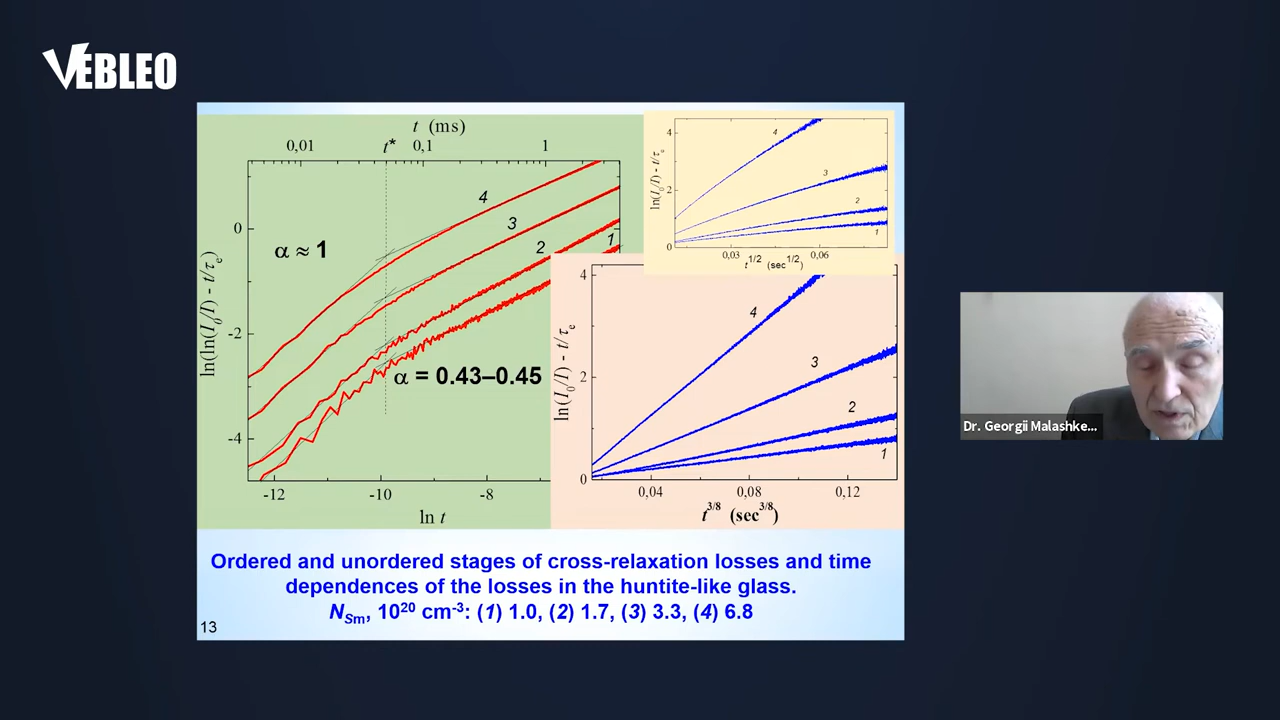 VEBLEO
t (ms)
0,01 t* 0,1 1
α ≈ 1
4
3
2
1
0
-2
-4
ln(ln(I0/I) - t/τc)
α = 0.43–0.45
-12 -10 -8
ln t
4
2
0
ln(I0/I) - t/τc
4
3
2
1
0,03 0,06
t1/2 (sec1/2)
4
2
0
ln(I0/I) - t/τc
4
3
2
1
0,04 0,08 0,12
t3/8 (sec3/8)
Ordered and unordered stages of cross-relaxation losses and time
dependences of the losses in the huntite-like glass.
NSm, 10²⁰ cm⁻³: (1) 1.0, (2) 1.7, (3) 3.3, (4) 6.8
13
Dr. Georgii Malashke...